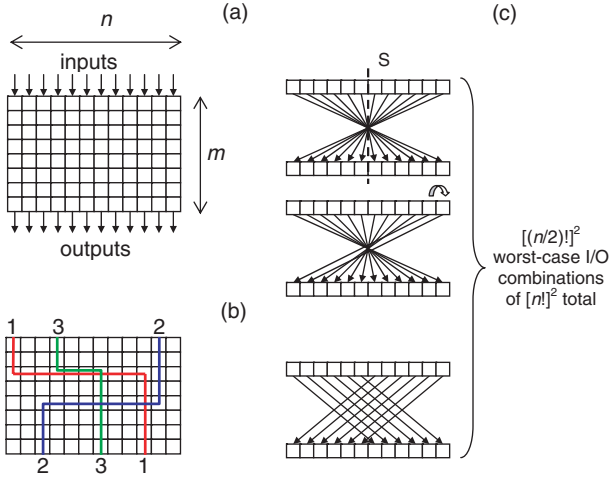 n
(a)
inputs
m
outputs
(b)
1 3 2
2 3 1
(c)
S
[(n/2)!]²
worst-case I/O
combinations
of [n!]² total